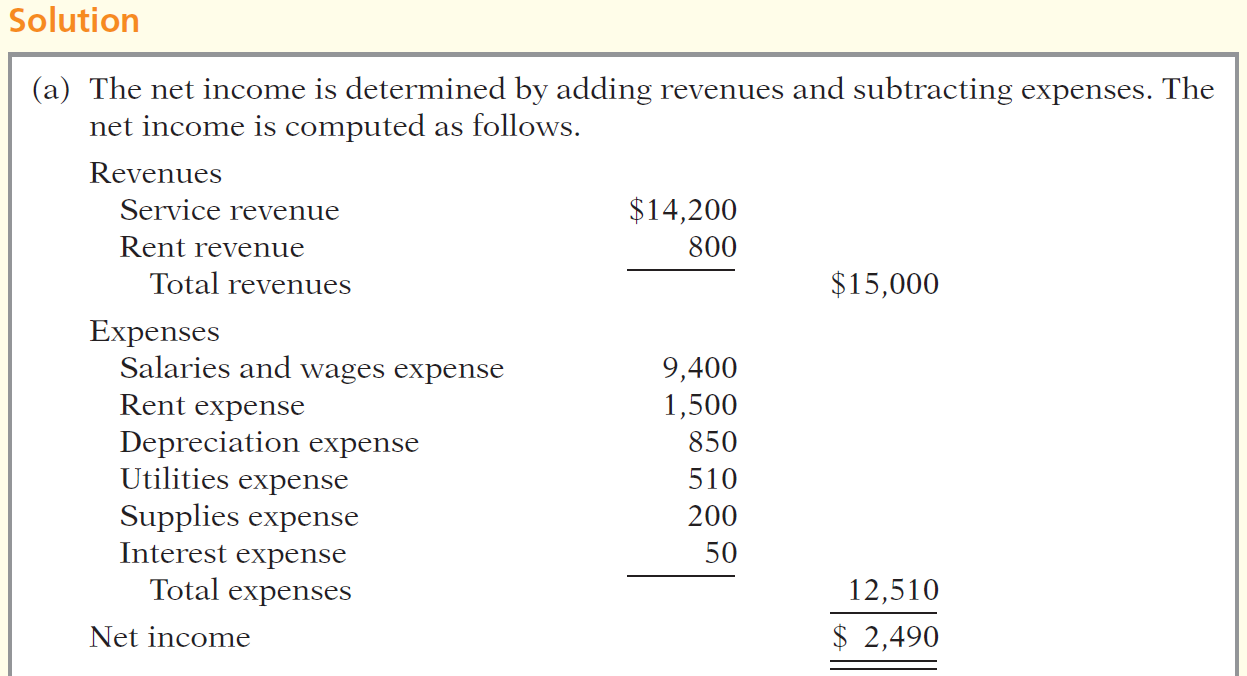 Solution
(a) The net income is determined by adding revenues and subtracting expenses. The
net income is computed as follows.
Revenues
Service revenue $14,200
Rent revenue 800
Total revenues $15,000
Expenses
Salaries and wages expense 9,400
Rent expense 1,500
Depreciation expense 850
Utilities expense 510
Supplies expense 200
Interest expense 50
Total expenses 12,510
Net income $ 2,490